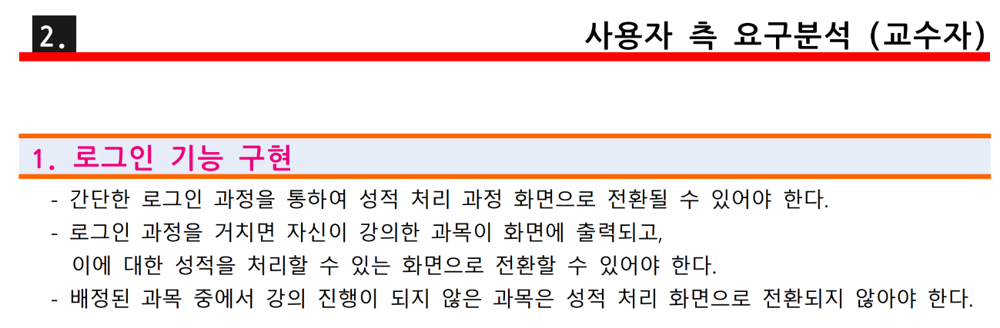 2.
사용자 측 요구분석 (교수자)
1. 로그인 기능 구현
- 간단한 로그인 과정을 통하여 성적 처리 과정 화면으로 전환될 수 있어야 한다.
- 로그인 과정을 거치면 자신이 강의한 과목이 화면에 출력되고,
이에 대한 성적을 처리할 수 있는 화면으로 전환할 수 있어야 한다.
- 배정된 과목 중에서 강의 진행이 되지 않은 과목은 성적 처리 화면으로 전환되지 않아야 한다.